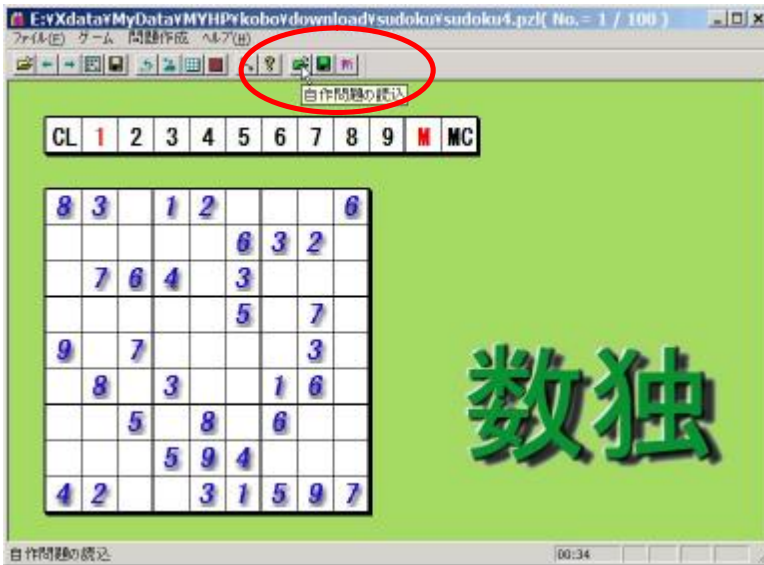 E:¥Xdata¥MyData¥MYHP¥kobo¥download¥sudoku¥sudoku4.pzl( No.= 1 / 100 )
ファイル(F) ゲーム 問題作成 ヘルプ(H)
新
自作問題の読込
CL 1 2 3 4 5 6 7 8 9 M MC
8 3 1 2 6
6 3 2
7 6 4 3
5 7
9 7 3
8 3 1 6
5 8 6
5 9 4
4 2 3 1 5 9 7
数独
自作問題の読込 00:34